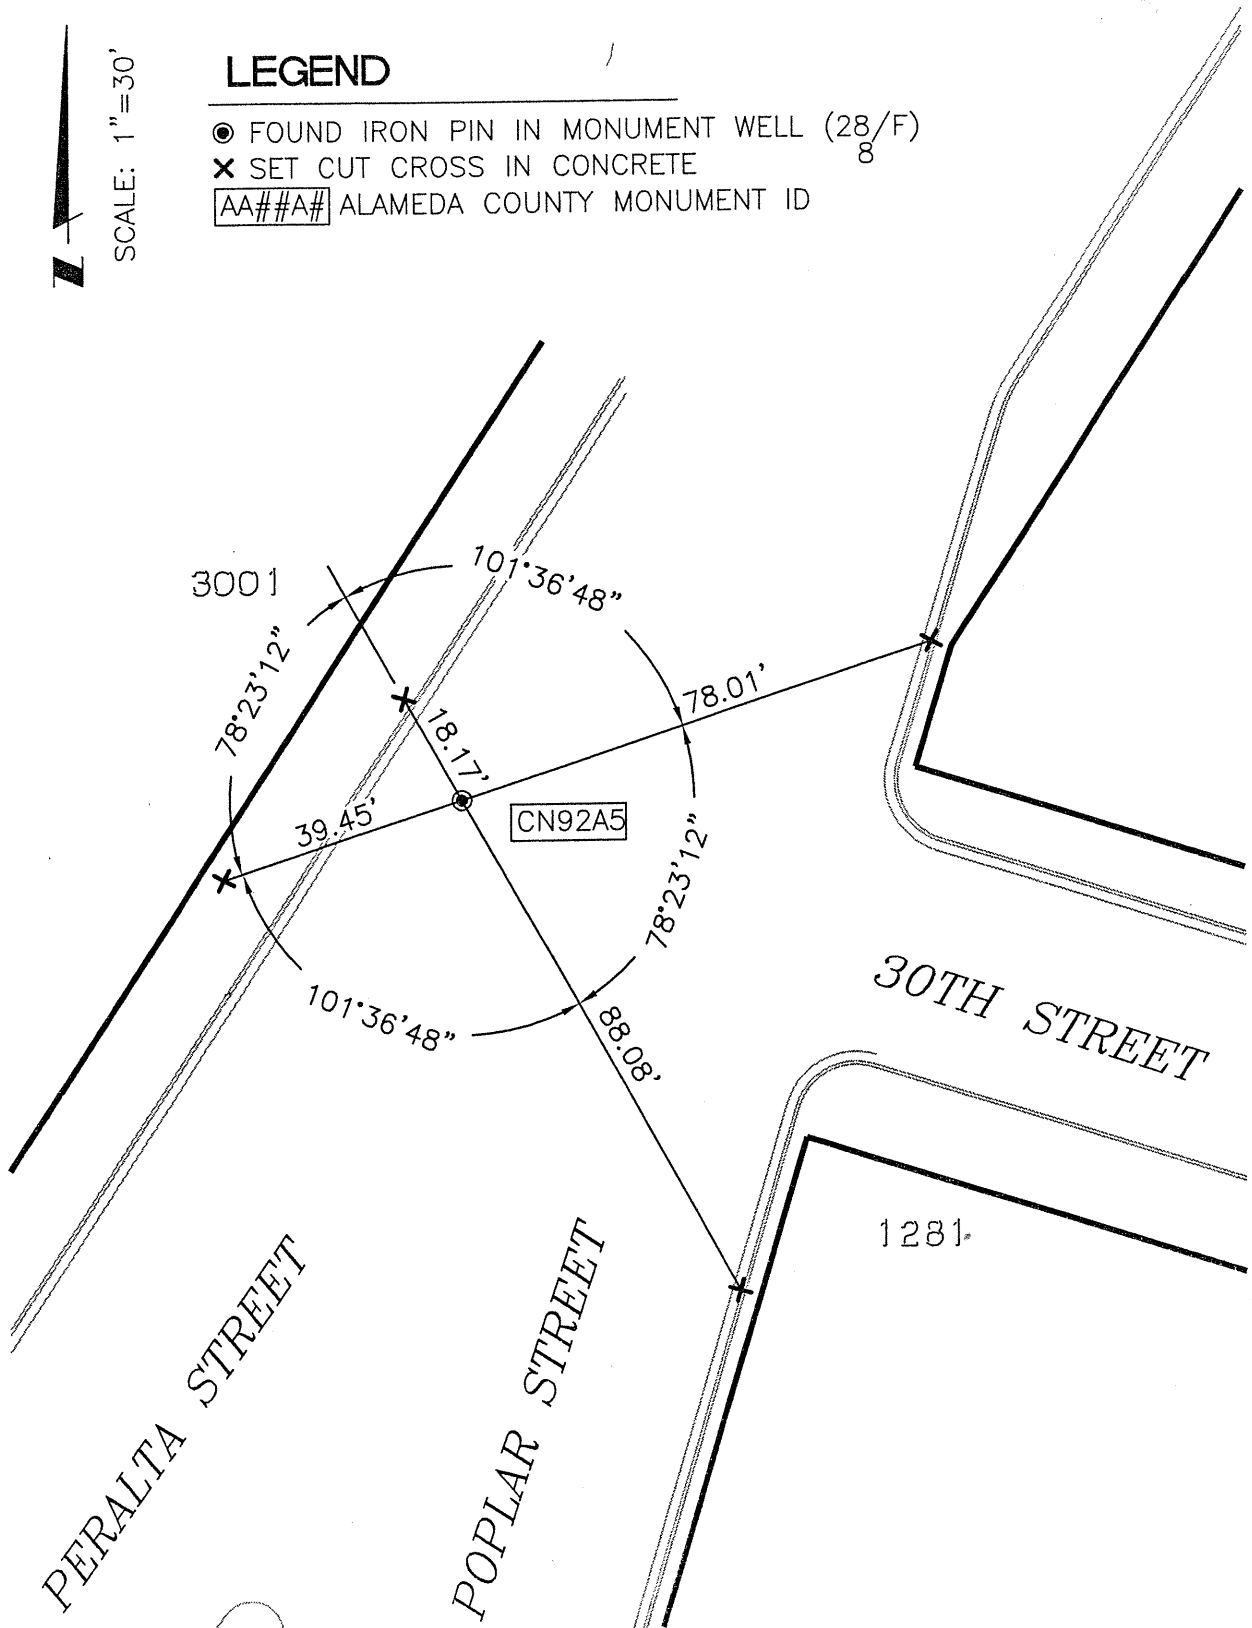 SCALE: 1"=30'
LEGEND
FOUND IRON PIN IN MONUMENT WELL (28/F)
8
SET CUT CROSS IN CONCRETE
AA##A# ALAMEDA COUNTY MONUMENT ID
Z
3001
101°36'48"
78°23'12"
78.01'
18.17'
39.45'
CN92A5
78°23'12"
101°36'48"
88.08'
30TH STREET
1281
PERALTA STREET
POPLAR STREET